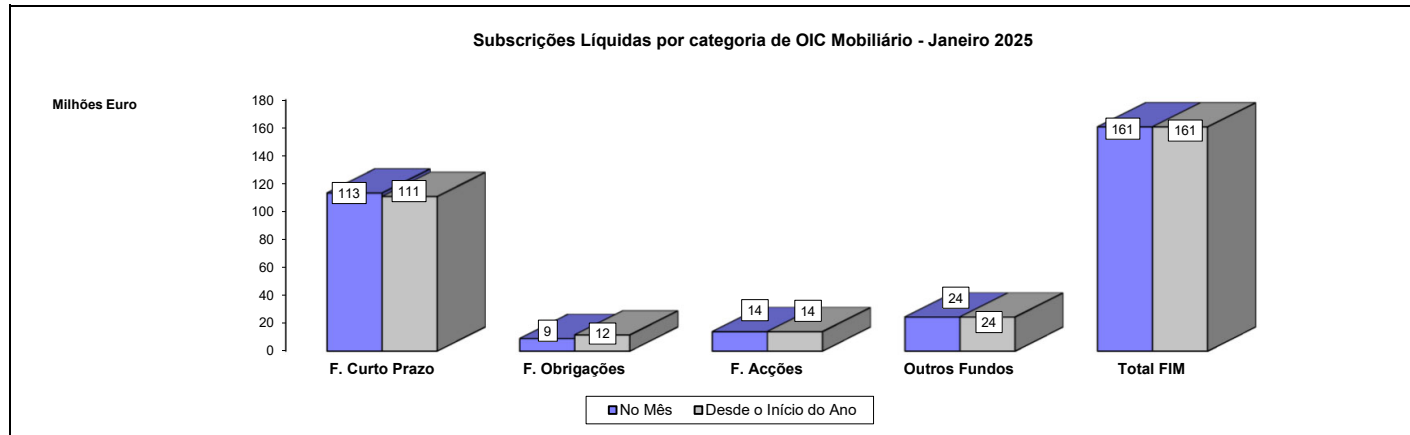 Subscrições Líquidas por categoria de OIC Mobiliário - Janeiro 2025
Milhões Euro
180
160
140
120
100
80
60
40
20
0
113
111
9
12
14
14
24
24
161
161
F. Curto Prazo
F. Obrigações
F. Acções
Outros Fundos
Total FIM
No Mês
Desde o Início do Ano